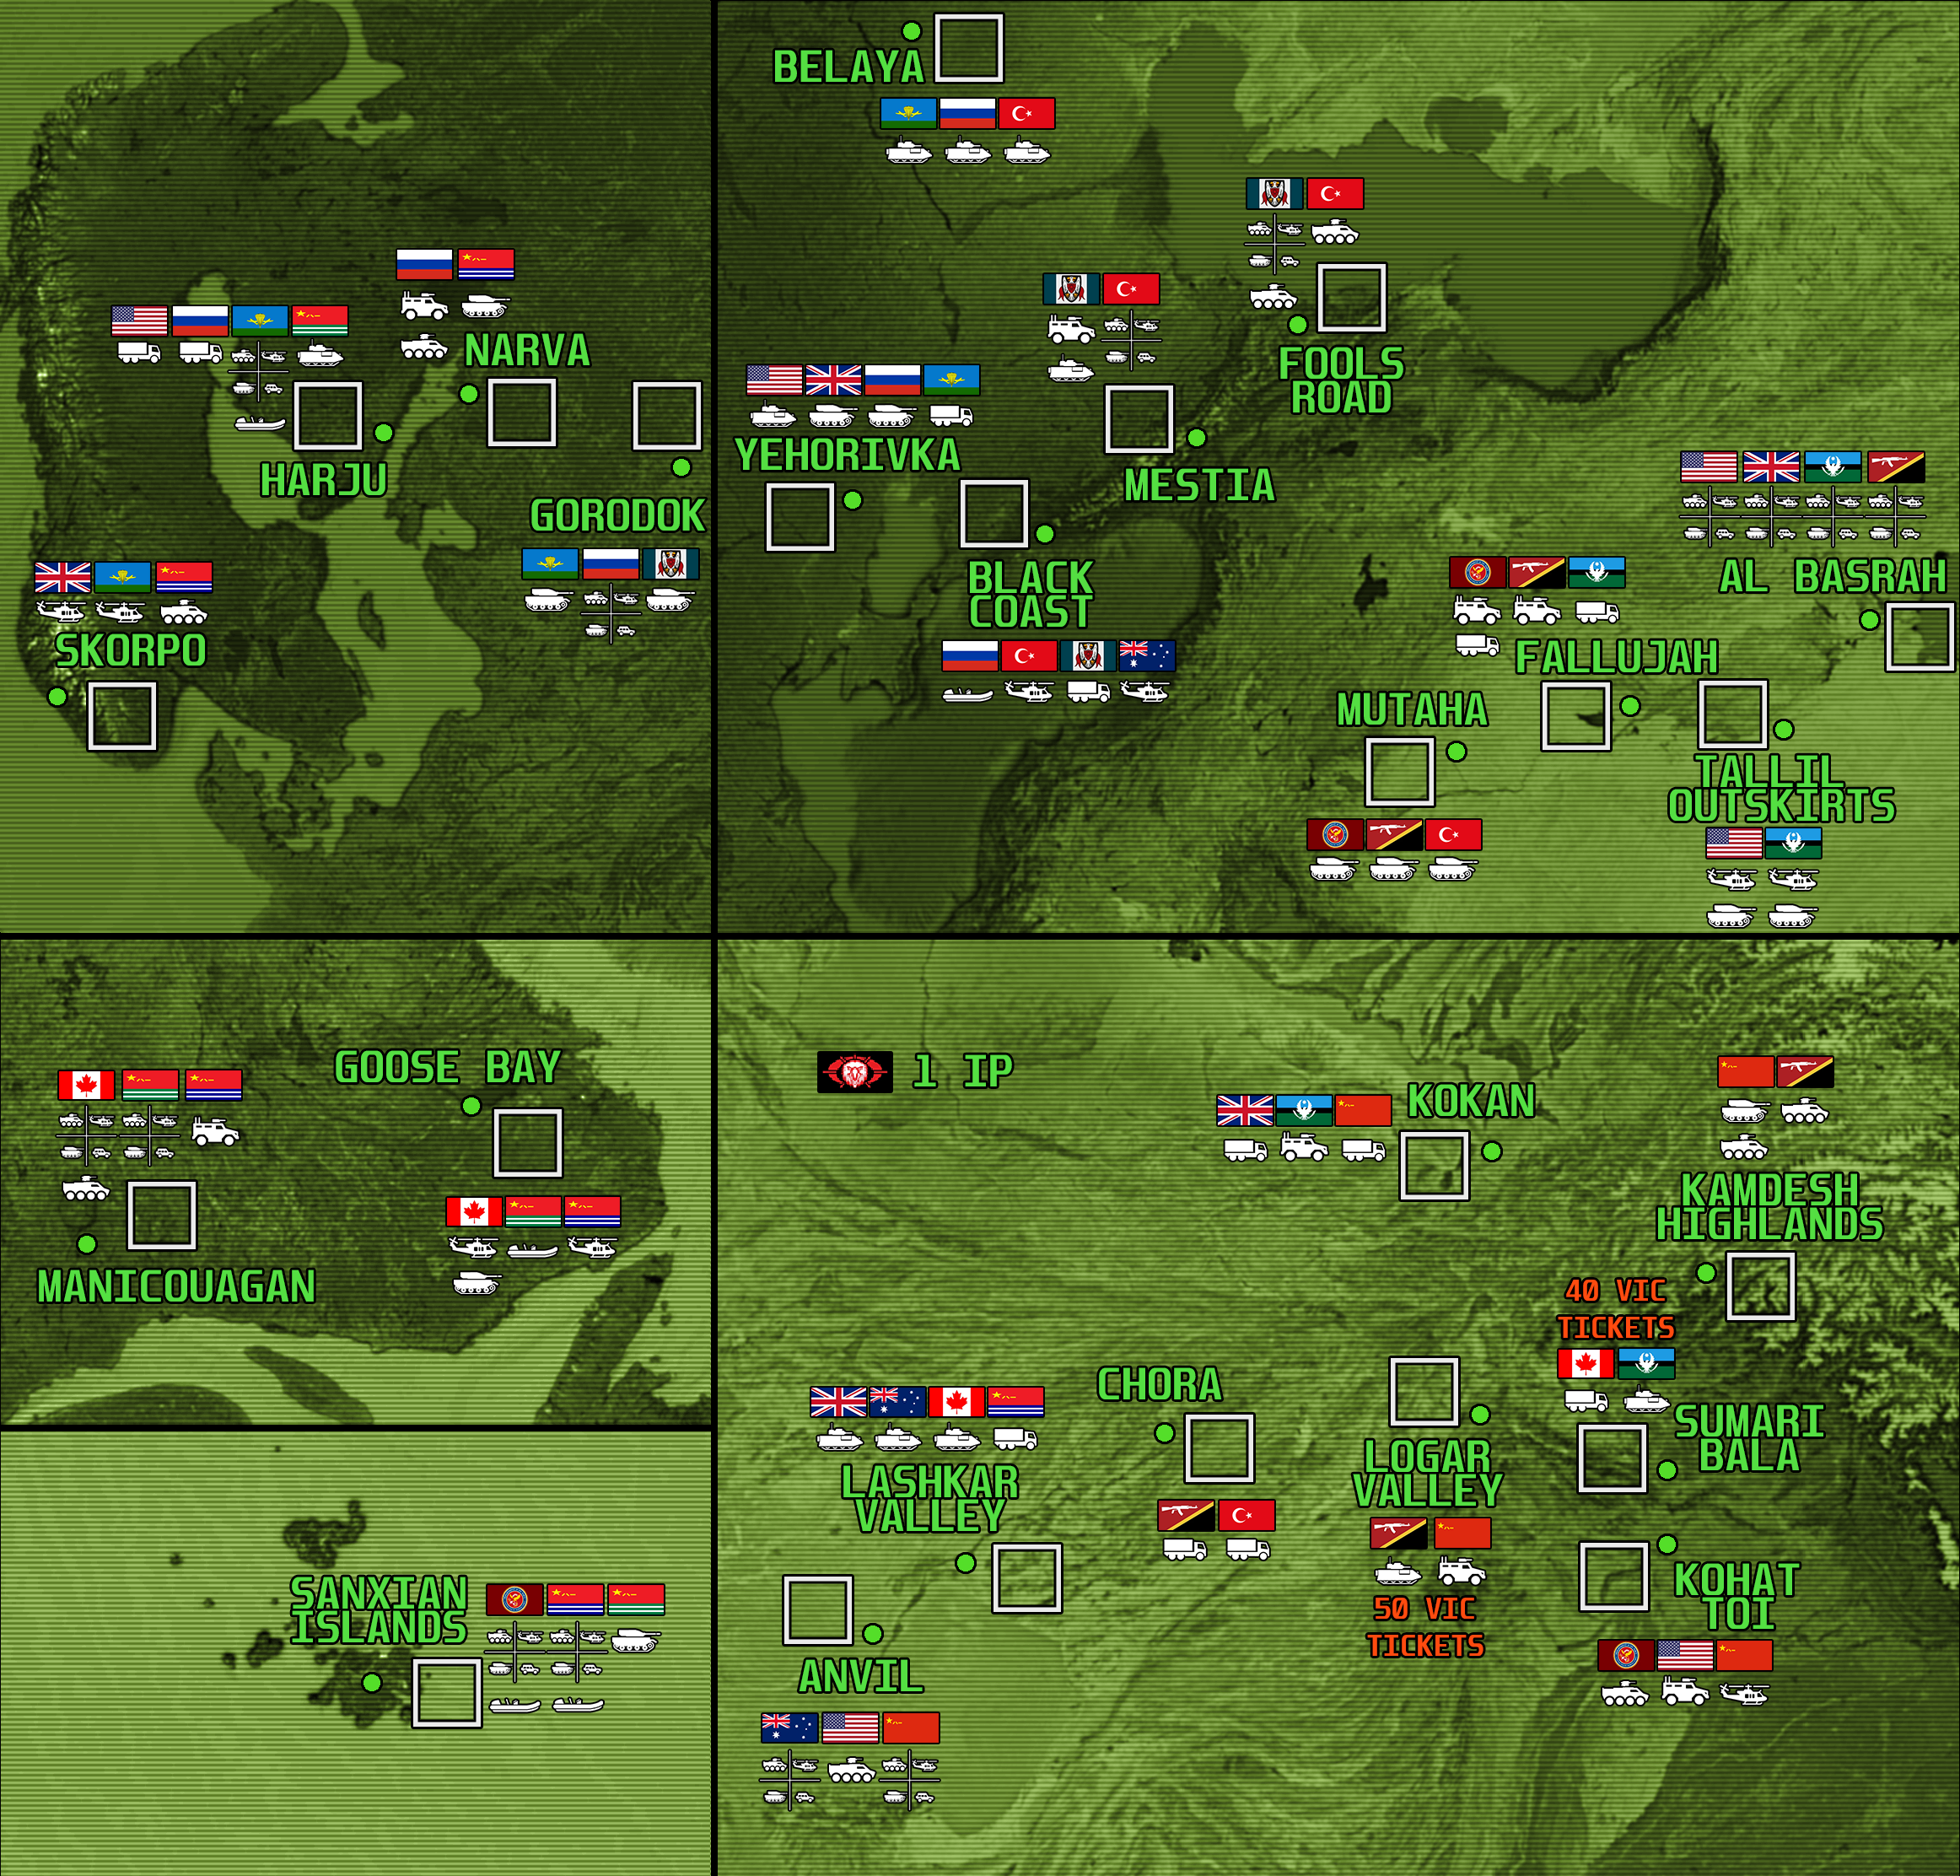 NARVA
HARJU
GORODOK
SKORPO
BELAYA
FOOLS
ROAD
YEHORIVKA
MESTIA
BLACK
COAST
AL BASRAH
FALLUJAH
MUTAHA
TALLIL
OUTSKIRTS
GOOSE BAY
MANICOUAGAN
SANXIAN
ISLANDS
1 IP
KOKAN
KAMDESH
HIGHLANDS
40 VIC
TICKETS
CHORA
SUMARI
BALA
LOGAR
VALLEY
LASHKAR
VALLEY
50 VIC
TICKETS
KOHAT
TOI
ANVIL